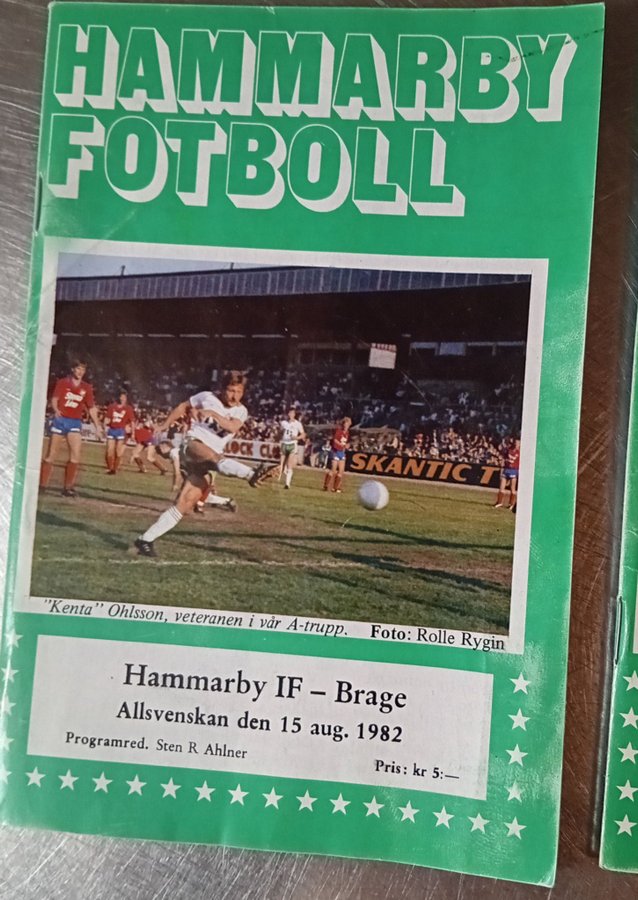 HAMMARBY
FOTBOLL
SKANTIC T
"Kenta" Ohlsson, veteranen i vår A-trupp. Foto: Rolle Rygin
Hammarby IF – Brage
Allsvenskan den 15 aug. 1982
Programred. Sten R Ahlner
Pris: kr 5:—